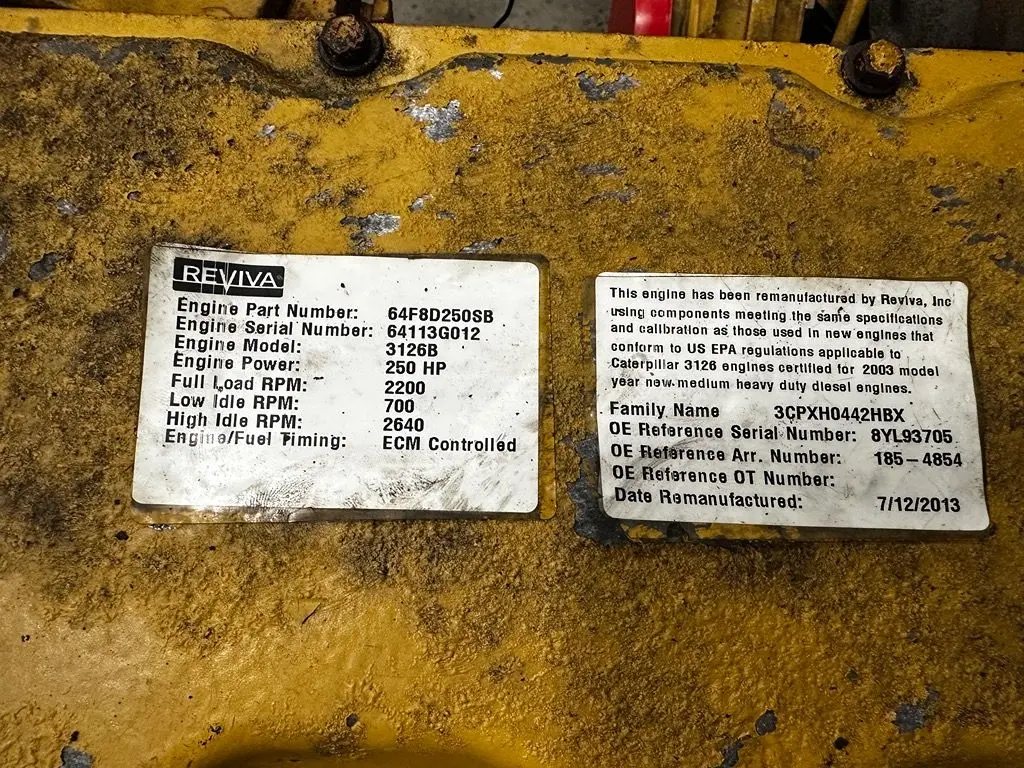 REVIVA
Engine Part Number: 64F8D250SB
Engine Serial Number: 64113G012
Engine Model: 3126B
Engine Power: 250 HP
Full Load RPM: 2200
Low Idle RPM: 700
High Idle RPM: 2640
Engine/Fuel Timing: ECM Controlled
This engine has been remanufactured by Reviva, Inc
using components meeting the same specifications
and calibration as those used in new engines that
conform to US EPA regulations applicable to
Caterpillar 3126 engines certified for 2003 model
year new medium heavy duty diesel engines.
Family Name 3CPXH0442HBX
OE Reference Serial Number: 8YL93705
OE Reference Arr. Number: 185-4854
OE Reference OT Number:
Date Remanufactured: 7/12/2013